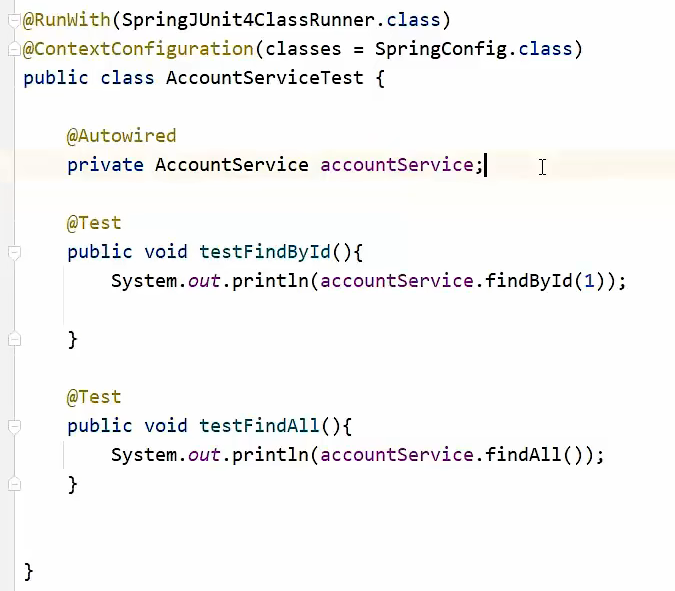 @RunWith(SpringJUnit4ClassRunner.class)
@ContextConfiguration(classes = SpringConfig.class)
public class AccountServiceTest {
@Autowired
private AccountService accountService;
@Test
public void testFindById(){
System.out.println(accountService.findById(1));
}
@Test
public void testFindAll(){
System.out.println(accountService.findAll());
}
}